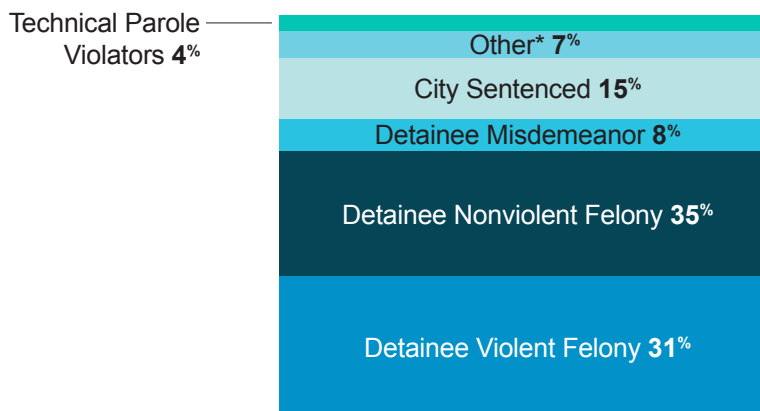 Technical Parole
Violators 4%
Other* 7%
City Sentenced 15%
Detainee Misdemeanor 8%
Detainee Nonviolent Felony 35%
Detainee Violent Felony 31%